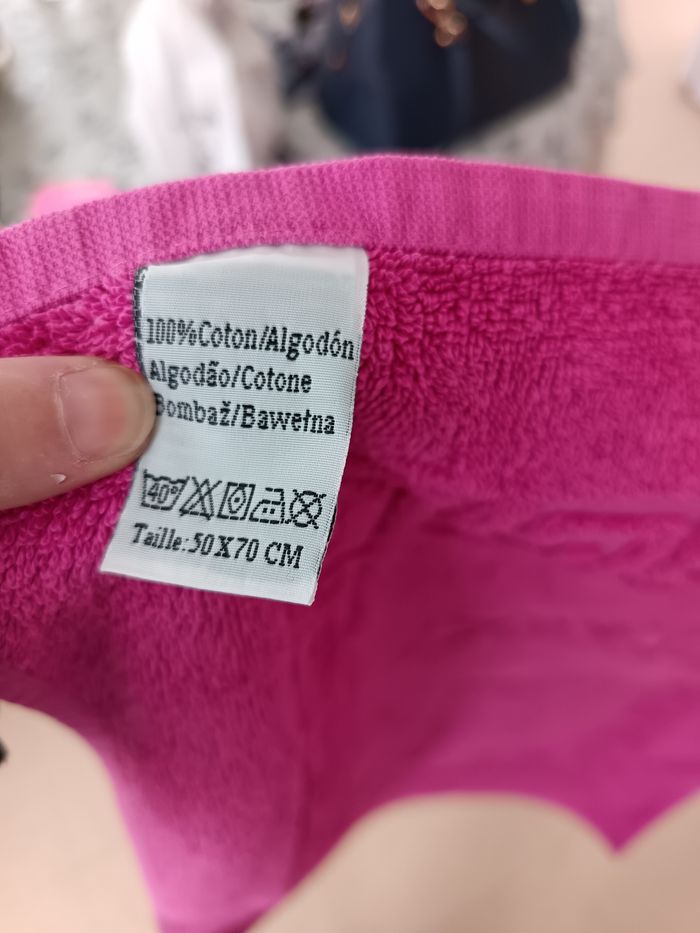 100%Coton/Algodón
Algodão/Cotone
Bombaž/Bawełna
40°
Taille:50X70 CM